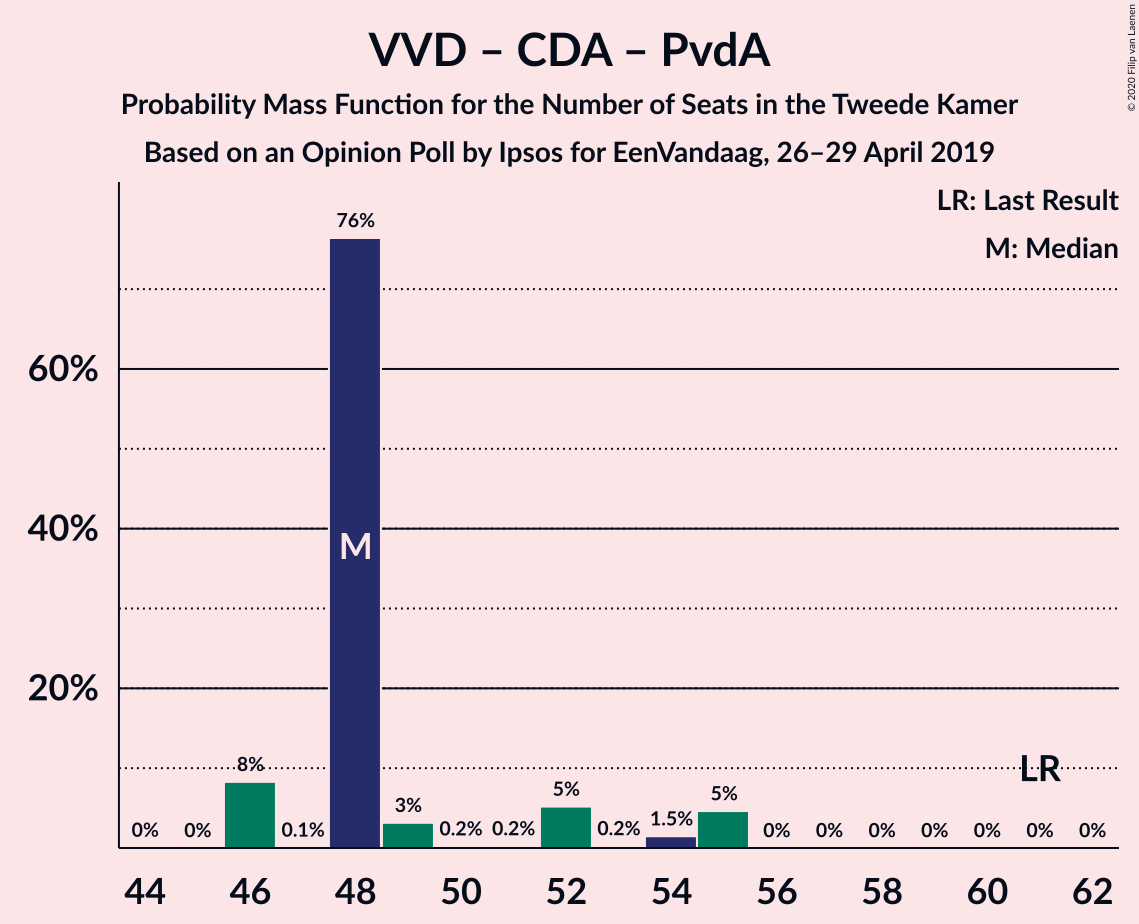 VVD – CDA – PvdA
Probability Mass Function for the Number of Seats in the Tweede Kamer
Based on an Opinion Poll by Ipsos for EenVandaag, 26–29 April 2019
© 2020 Filip van Laenen
LR: Last Result
M: Median
60%
40%
20%
0% 0% 8% 0.1% 76% 3% 0.2% 0.2% 5% 0.2% 1.5% 5% 0% 0% 0% 0% 0% 0% 0%
M
LR
44 46 48 50 52 54 56 58 60 62